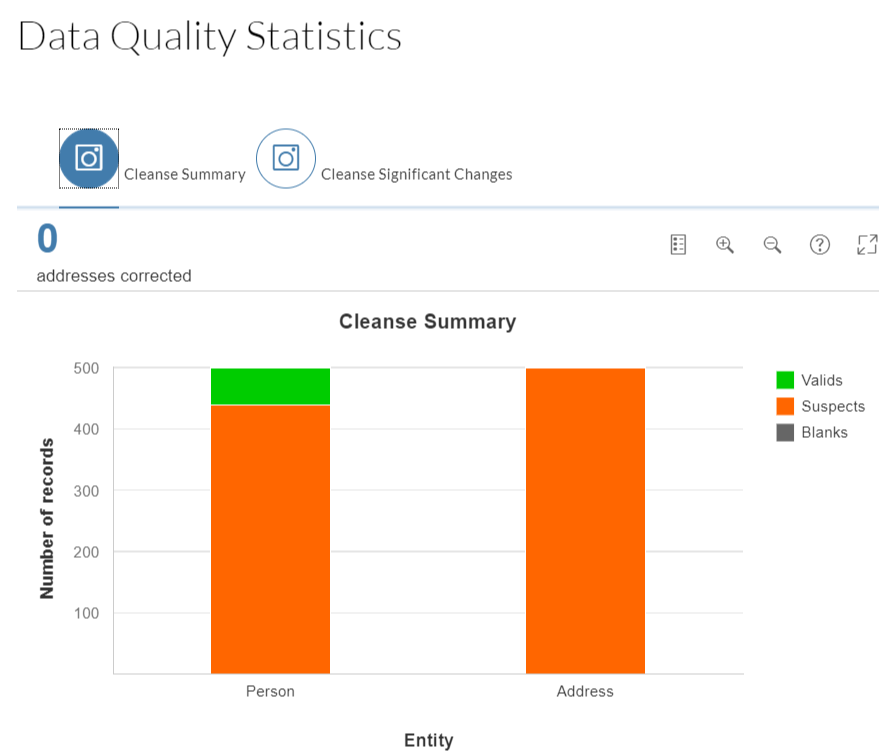 Data Quality Statistics
Cleanse Summary
Cleanse Significant Changes
0
addresses corrected
?
Cleanse Summary
500
400
300
200
100
Number of records
Person
Address
Entity
Valids
Suspects
Blanks